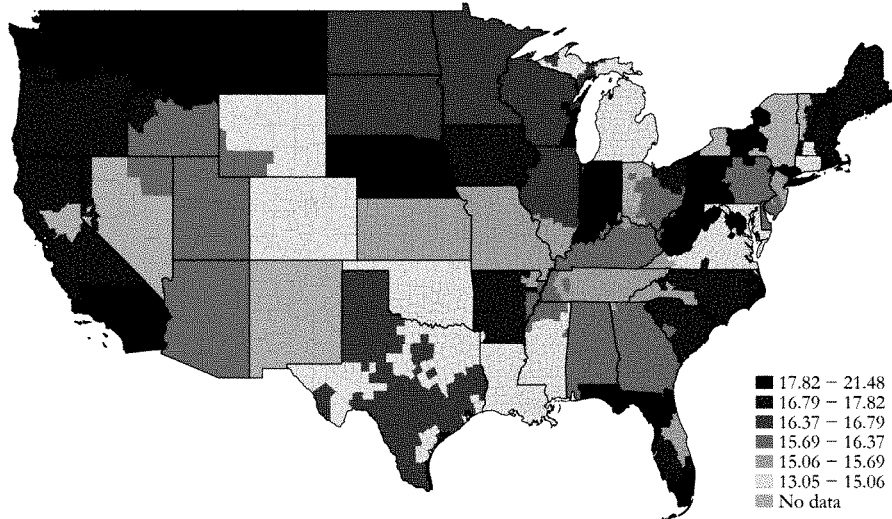 17.82 – 21.48
16.79 – 17.82
16.37 – 16.79
15.69 – 16.37
15.06 – 15.69
13.05 – 15.06
No data